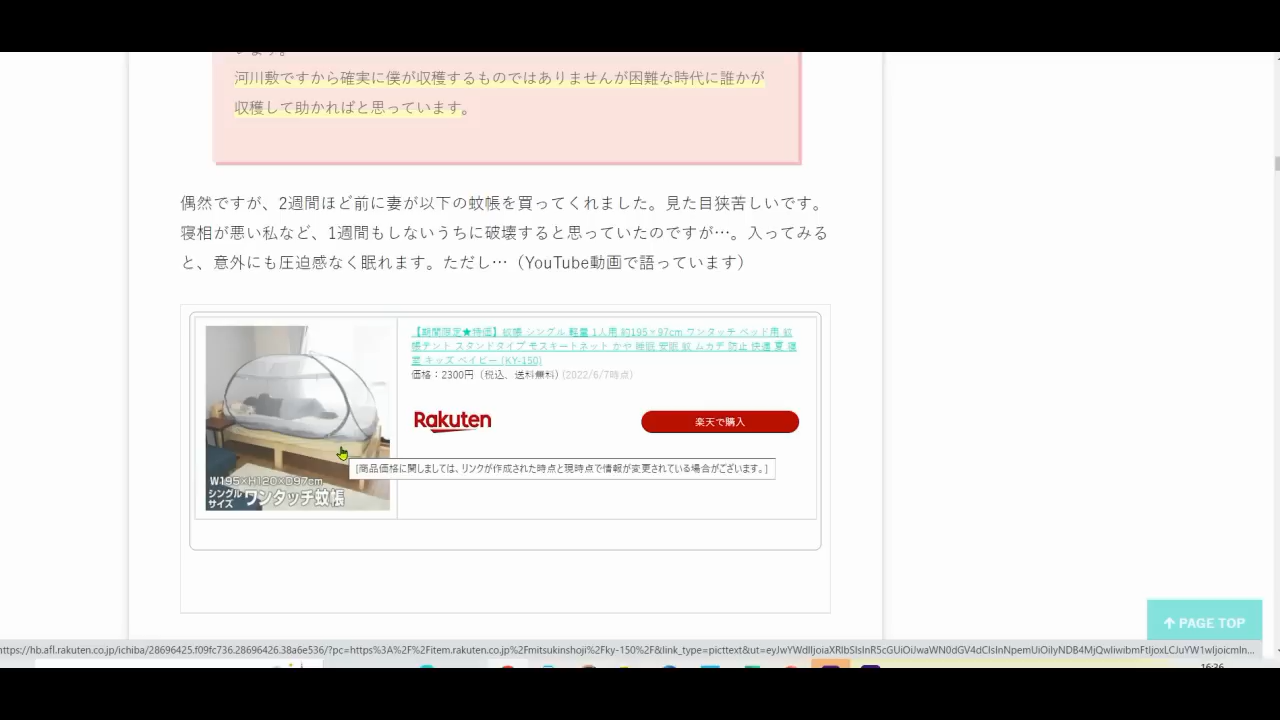 います。
河川敷ですから確実に僕が収穫するものではありませんが困難な時代に誰かが
収穫して助かればと思っています。
偶然ですが、2週間ほど前に妻が以下の蚊帳を買ってくれました。見た目狭苦しいです。
寝相が悪い私など、1週間もしないうちに破壊すると思っていたのですが…。入ってみる
と、意外にも圧迫感なく眠れます。ただし…（YouTube動画で語っています）
【期間限定★特価】蚊帳 シングル 軽量 1人用 約195×97cm ワンタッチ ベッド用 蚊
帳テント スタンドタイプ モスキートネット かや 睡眠 安眠 蚊 ムカデ 防止 快適 夏 寝
室 キッズ ベイビー (KY-150)
価格：2300円（税込、送料無料）(2022/6/7時点)
Rakuten
楽天で購入
[商品価格に関しましては、リンクが作成された時点と現時点で情報が変更されている場合がございます。]
W195×H120×D97cm
シングル
サイズ ワンタッチ蚊帳
PAGE TOP
16:36